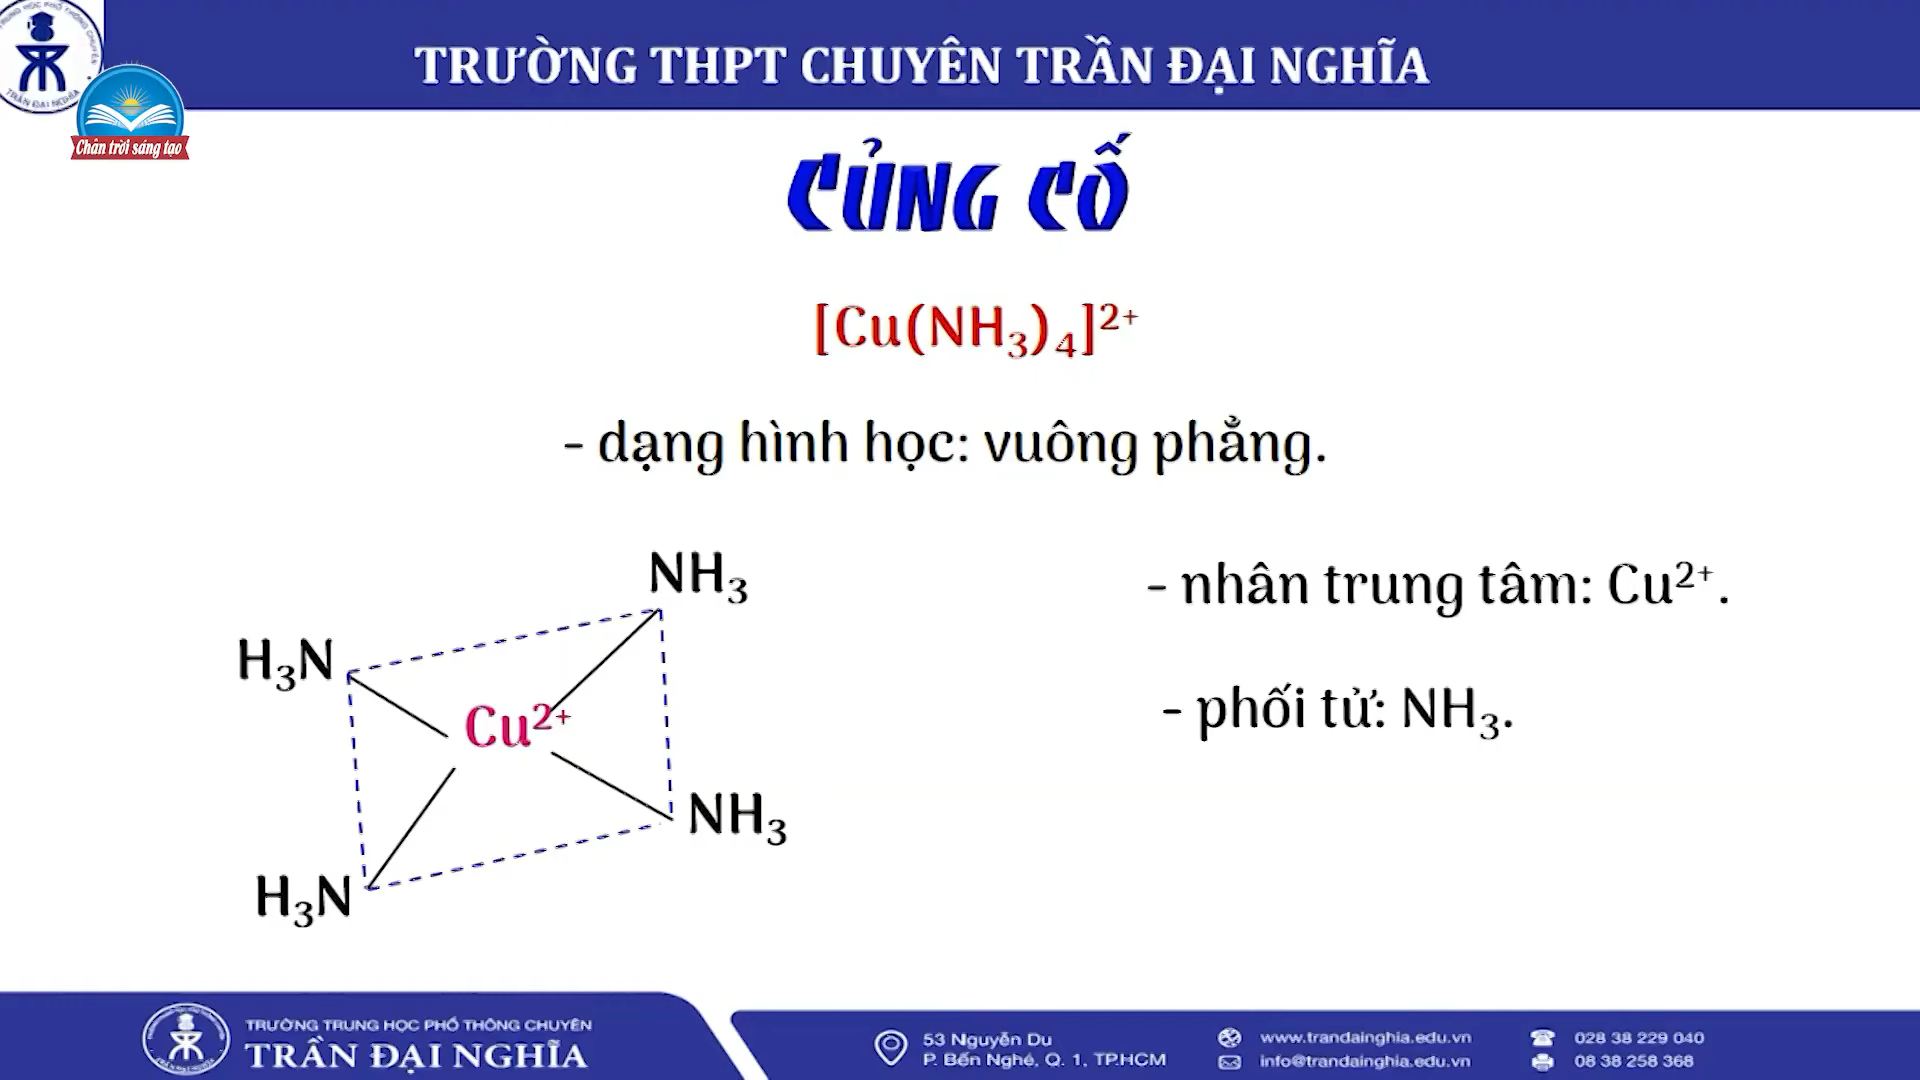 TRƯỜNG THPT CHUYÊN TRẦN ĐẠI NGHĨA
TRẦN ĐẠI NGHĨA
Chân trời sáng tạo
CỦNG CỐ
[Cu(NH₃)₄]²⁺
- dạng hình học: vuông phẳng.
NH₃
H₃N
Cu²⁺
NH₃
H₃N
- nhân trung tâm: Cu²⁺.
- phối tử: NH₃.
TRƯỜNG TRUNG HỌC PHỔ THÔNG CHUYÊN
TRẦN ĐẠI NGHĨA
53 Nguyễn Du
P. Bến Nghé, Q. 1, TP.HCM
www.trandainghia.edu.vn
info@trandainghia.edu.vn
028 38 229 040
08 38 258 368